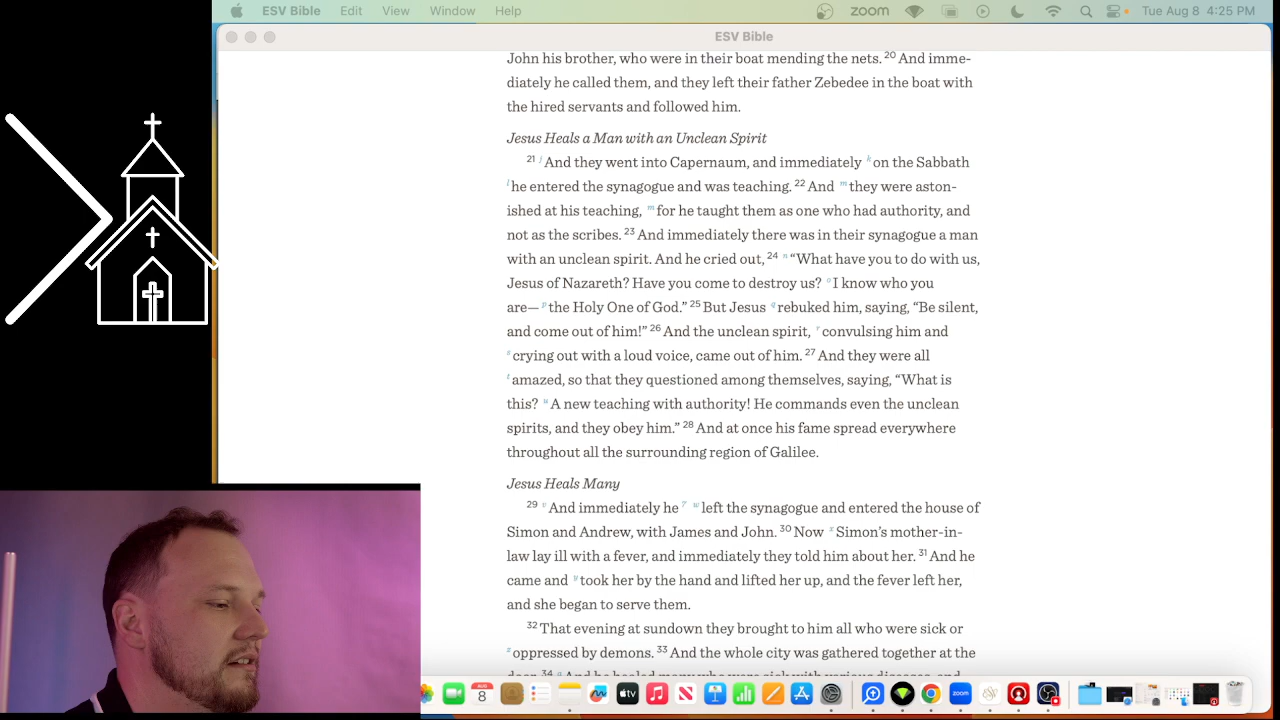 ESV Bible Edit View Window Help zoom Tue Aug 8 4:25 PM
ESV Bible
John his brother, who were in their boat mending the nets. 20 And imme-
diately he called them, and they left their father Zebedee in the boat with
the hired servants and followed him.
Jesus Heals a Man with an Unclean Spirit
21 j And they went into Capernaum, and immediately k on the Sabbath
l he entered the synagogue and was teaching. 22 And m they were aston-
ished at his teaching, m for he taught them as one who had authority, and
not as the scribes. 23 And immediately there was in their synagogue a man
with an unclean spirit. And he cried out, 24 n “What have you to do with us,
Jesus of Nazareth? Have you come to destroy us? o I know who you
are— p the Holy One of God.” 25 But Jesus q rebuked him, saying, “Be silent,
and come out of him!” 26 And the unclean spirit, r convulsing him and
s crying out with a loud voice, came out of him. 27 And they were all
t amazed, so that they questioned among themselves, saying, “What is
this? u A new teaching with authority! He commands even the unclean
spirits, and they obey him.” 28 And at once his fame spread everywhere
throughout all the surrounding region of Galilee.
Jesus Heals Many
29 v And immediately he ? w left the synagogue and entered the house of
Simon and Andrew, with James and John. 30 Now x Simon’s mother-in-
law lay ill with a fever, and immediately they told him about her. 31 And he
came and y took her by the hand and lifted her up, and the fever left her,
and she began to serve them.
32 That evening at sundown they brought to him all who were sick or
z oppressed by demons. 33 And the whole city was gathered together at the
AUG
8
tv
zoom